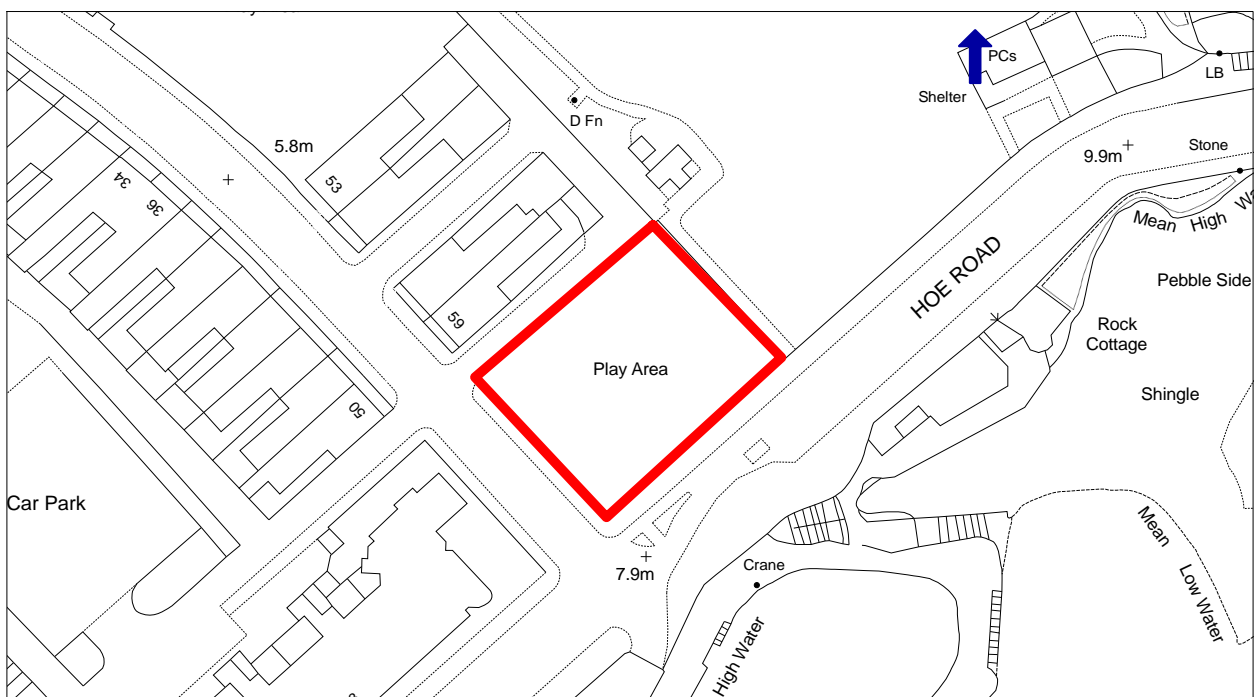 PCs
LB
Shelter
D Fn
5.8m
9.9m
Stone
34
36
53
Mean High Wa
HOE ROAD
Pebble Side
59
Rock
Cottage
Play Area
Shingle
50
Car Park
Mean Low Water
7.9m
Crane
High Water